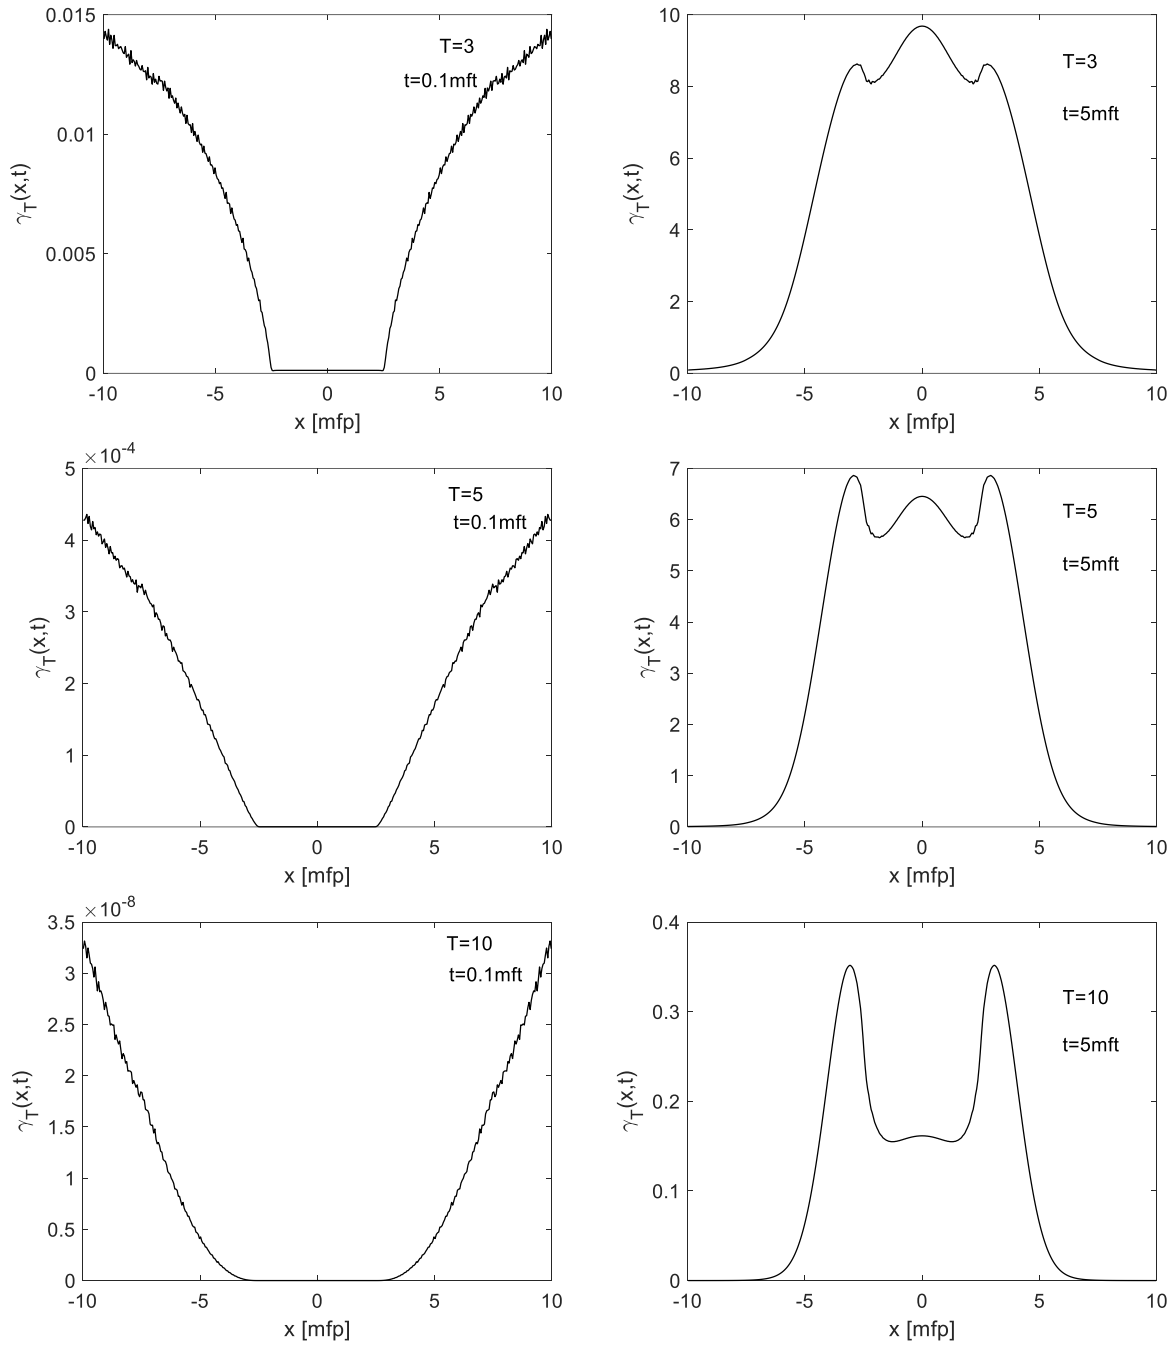 0.015
0.01
0.005
0
-10 -5 0 5 10
x [mfp]
γT(x,t)
T=3
t=0.1mft
10
8
6
4
2
0
-10 -5 0 5 10
x [mfp]
γT(x,t)
T=3
t=5mft
×10-4
5
4
3
2
1
0
-10 -5 0 5 10
x [mfp]
γT(x,t)
T=5
t=0.1mft
7
6
5
4
3
2
1
0
-10 -5 0 5 10
x [mfp]
γT(x,t)
T=5
t=5mft
×10-8
3.5
3
2.5
2
1.5
1
0.5
0
-10 -5 0 5 10
x [mfp]
γT(x,t)
T=10
t=0.1mft
0.4
0.3
0.2
0.1
0
-10 -5 0 5 10
x [mfp]
γT(x,t)
T=10
t=5mft